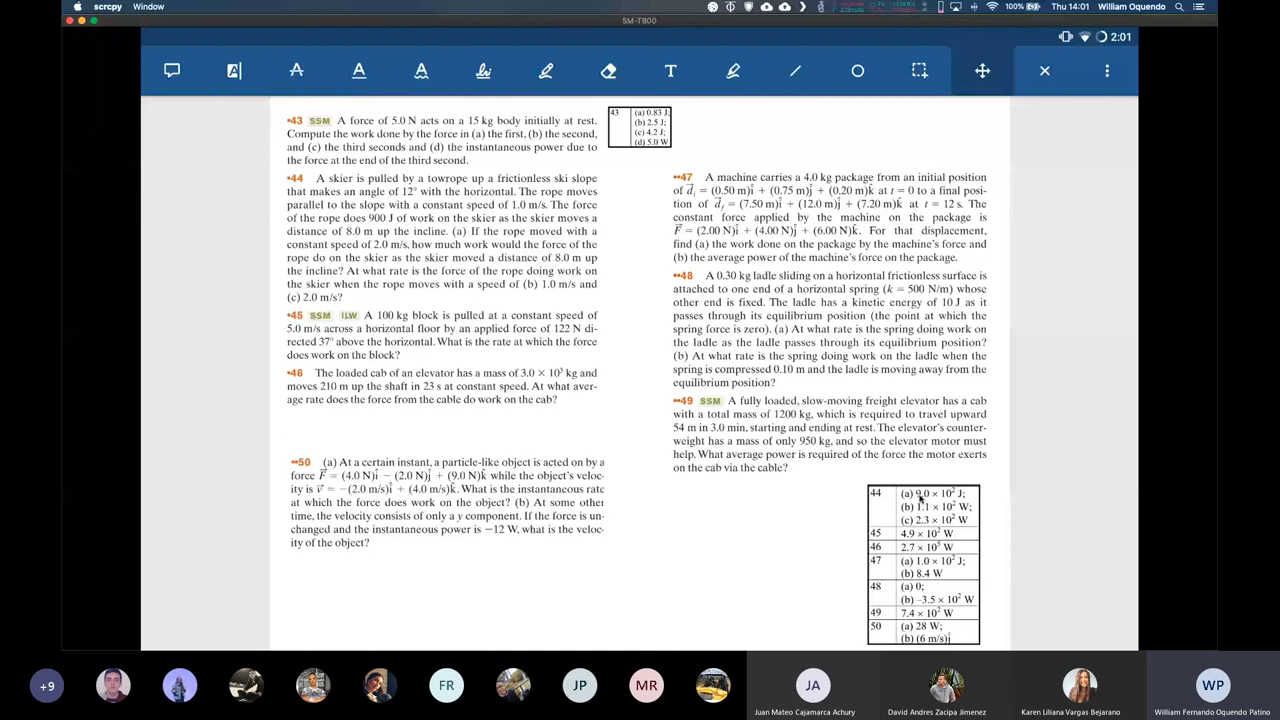 scrcpy Window
100% Thu 14:01 William Oquendo
SM-T800
2:01
A A A A T
•43 SSM A force of 5.0 N acts on a 15 kg body initially at rest.
Compute the work done by the force in (a) the first, (b) the second,
and (c) the third seconds and (d) the instantaneous power due to
the force at the end of the third second.
43 (a) 0.83 J;
(b) 2.5 J;
(c) 4.2 J;
(d) 5.0 W
•44 A skier is pulled by a towrope up a frictionless ski slope
that makes an angle of 12° with the horizontal. The rope moves
parallel to the slope with a constant speed of 1.0 m/s. The force
of the rope does 900 J of work on the skier as the skier moves a
distance of 8.0 m up the incline. (a) If the rope moved with a
constant speed of 2.0 m/s, how much work would the force of the
rope do on the skier as the skier moved a distance of 8.0 m up
the incline? At what rate is the force of the rope doing work on
the skier when the rope moves with a speed of (b) 1.0 m/s and
(c) 2.0 m/s?
•45 SSM ILW A 100 kg block is pulled at a constant speed of
5.0 m/s across a horizontal floor by an applied force of 122 N di-
rected 37° above the horizontal. What is the rate at which the force
does work on the block?
•46 The loaded cab of an elevator has a mass of 3.0 × 10³ kg and
moves 210 m up the shaft in 23 s at constant speed. At what aver-
age rate does the force from the cable do work on the cab?
••50 (a) At a certain instant, a particle-like object is acted on by a
force F⃗ = (4.0 N)î − (2.0 N)ĵ + (9.0 N)k̂ while the object's veloc-
ity is v⃗ = −(2.0 m/s)î + (4.0 m/s)k̂. What is the instantaneous rate
at which the force does work on the object? (b) At some other
time, the velocity consists of only a y component. If the force is un-
changed and the instantaneous power is −12 W, what is the veloc-
ity of the object?
••47 A machine carries a 4.0 kg package from an initial position
of d⃗ᵢ = (0.50 m)î + (0.75 m)ĵ + (0.20 m)k̂ at t = 0 to a final posi-
tion of d⃗f = (7.50 m)î + (12.0 m)ĵ + (7.20 m)k̂ at t = 12 s. The
constant force applied by the machine on the package is
F⃗ = (2.00 N)î + (4.00 N)ĵ + (6.00 N)k̂. For that displacement,
find (a) the work done on the package by the machine's force and
(b) the average power of the machine's force on the package.
••48 A 0.30 kg ladle sliding on a horizontal frictionless surface is
attached to one end of a horizontal spring (k = 500 N/m) whose
other end is fixed. The ladle has a kinetic energy of 10 J as it
passes through its equilibrium position (the point at which the
spring force is zero). (a) At what rate is the spring doing work on
the ladle as the ladle passes through its equilibrium position?
(b) At what rate is the spring doing work on the ladle when the
spring is compressed 0.10 m and the ladle is moving away from the
equilibrium position?
••49 SSM A fully loaded, slow-moving freight elevator has a cab
with a total mass of 1200 kg, which is required to travel upward
54 m in 3.0 min, starting and ending at rest. The elevator's counter-
weight has a mass of only 950 kg, and so the elevator motor must
help. What average power is required of the force the motor exerts
on the cab via the cable?
44 (a) 9.0 × 10² J;
(b) 1.1 × 10² W;
(c) 2.3 × 10² W
45 4.9 × 10² W
46 2.7 × 10⁵ W
47 (a) 1.0 × 10² J;
(b) 8.4 W
48 (a) 0;
(b) −3.5 × 10² W
49 7.4 × 10² W
50 (a) 28 W;
(b) (6 m/s)ĵ
+9 FR JP MR JA WP
Juan Mateo Cajamarca Achury David Andres Zacipa Jimenez Karen Liliana Vargas Bejarano William Fernando Oquendo Patino